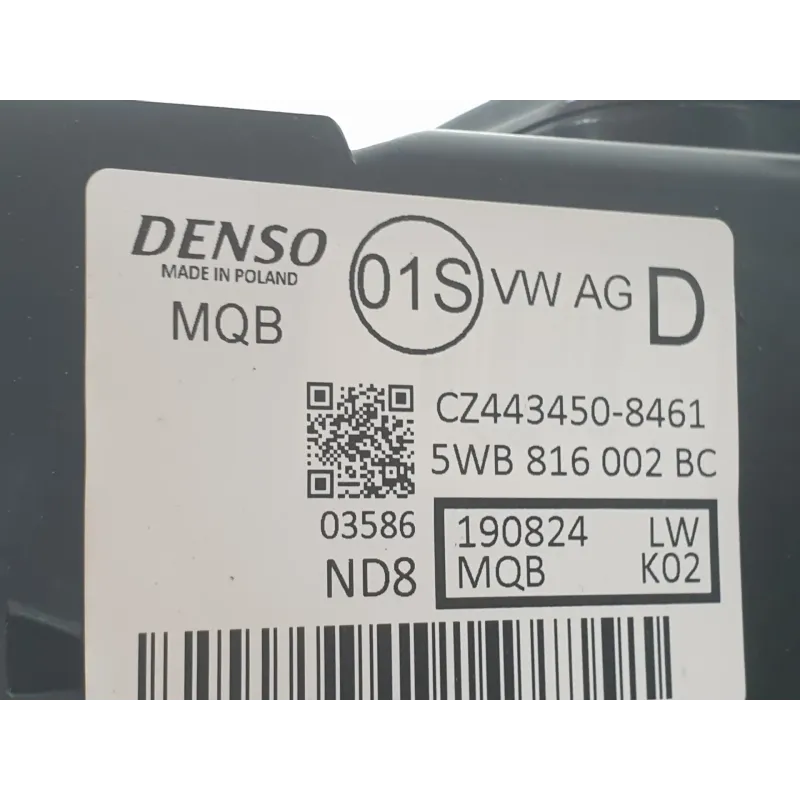 DENSO
MADE IN POLAND
MQB
01S
VW AG
D
CZ443450-8461
5WB 816 002 BC
03586
ND8
190824 LW
MQB K02